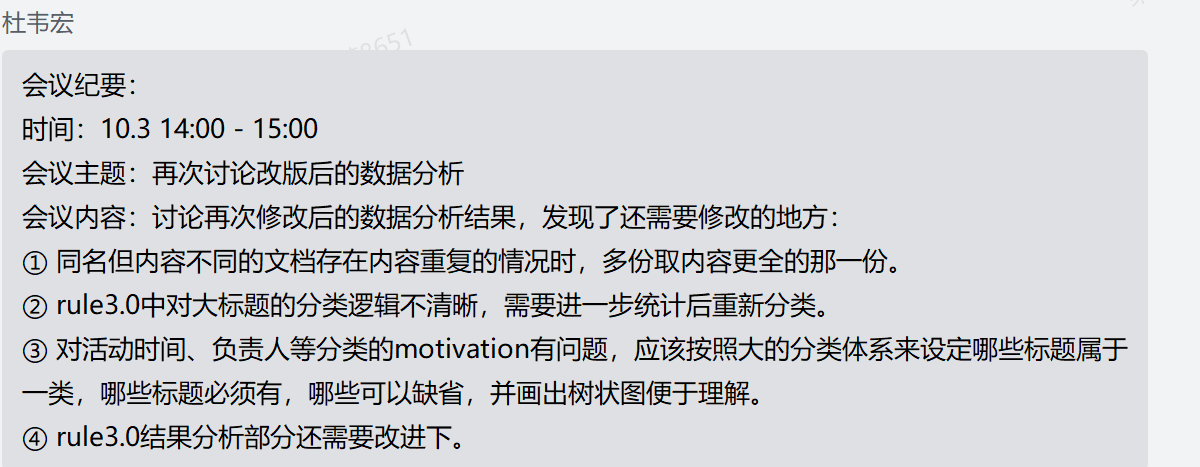 杜韦宏
8651
会议纪要：
时间：10.3 14:00 - 15:00
会议主题：再次讨论改版后的数据分析
会议内容：讨论再次修改后的数据分析结果，发现了还需要修改的地方：
① 同名但内容不同的文档存在内容重复的情况时，多份取内容更全的那一份。
② rule3.0中对大标题的分类逻辑不清晰，需要进一步统计后重新分类。
③ 对活动时间、负责人等分类的motivation有问题，应该按照大的分类体系来设定哪些标题属于
一类，哪些标题必须有，哪些可以缺省，并画出树状图便于理解。
④ rule3.0结果分析部分还需要改进下。